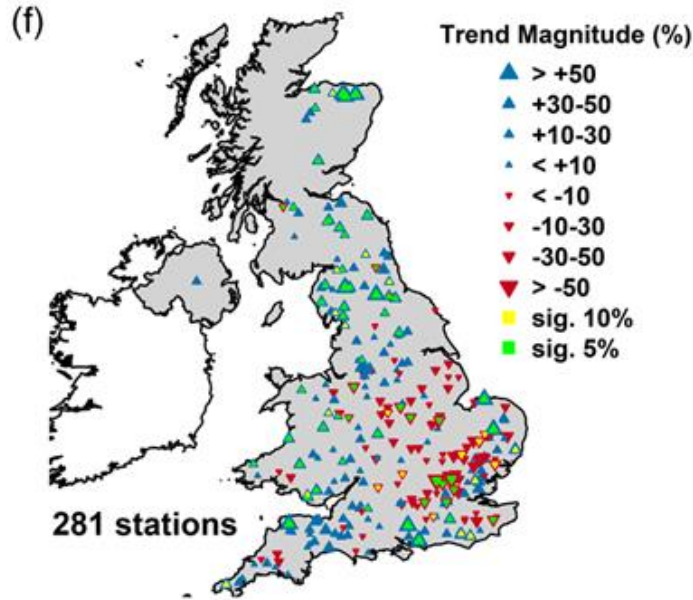 (f)
Trend Magnitude (%)
> +50
+30-50
+10-30
< +10
< -10
-10-30
-30-50
> -50
sig. 10%
sig. 5%
281 stations